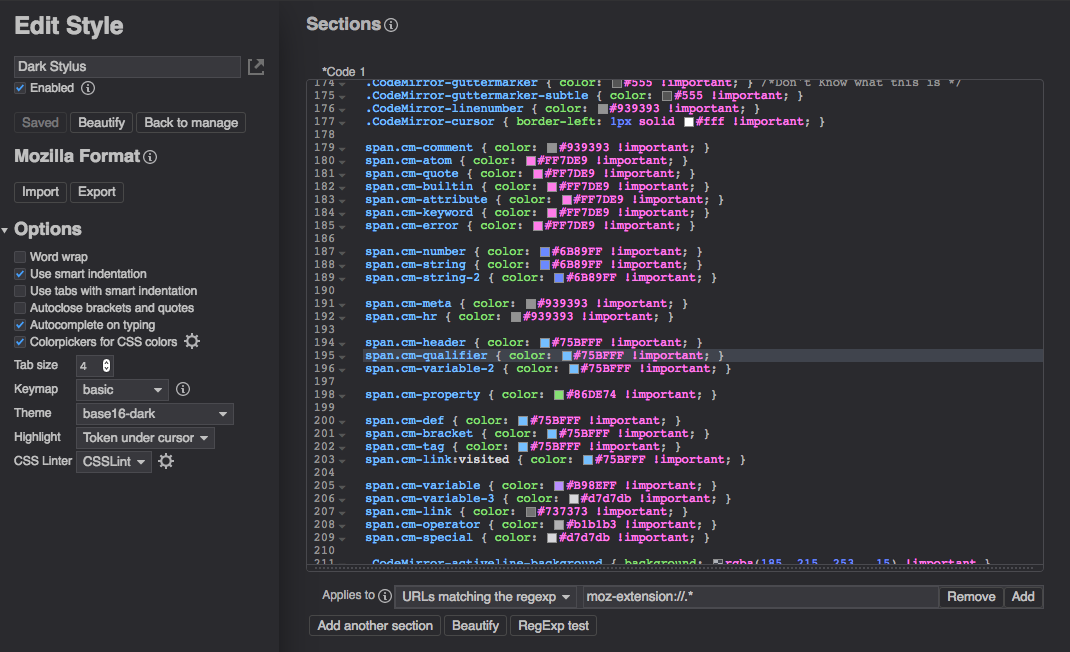 Edit Style
Dark Stylus
Enabled
Saved Beautify Back to manage
Mozilla Format
Import Export
Options
Word wrap
Use smart indentation
Use tabs with smart indentation
Autoclose brackets and quotes
Autocomplete on typing
Colorpickers for CSS colors
Tab size 4
Keymap basic
Theme base16-dark
Highlight Token under cursor
CSS Linter CSSLint
Sections
*Code 1
174 .CodeMirror-guttermarker { color: #555 !important; } /*Don't know what this is */
175 .CodeMirror-guttermarker-subtle { color: #555 !important; }
176 .CodeMirror-linenumber { color: #939393 !important; }
177 .CodeMirror-cursor { border-left: 1px solid #fff !important; }
178
179 span.cm-comment { color: #939393 !important; }
180 span.cm-atom { color: #FF7DE9 !important; }
181 span.cm-quote { color: #FF7DE9 !important; }
182 span.cm-builtin { color: #FF7DE9 !important; }
183 span.cm-attribute { color: #FF7DE9 !important; }
184 span.cm-keyword { color: #FF7DE9 !important; }
185 span.cm-error { color: #FF7DE9 !important; }
186
187 span.cm-number { color: #6B89FF !important; }
188 span.cm-string { color: #6B89FF !important; }
189 span.cm-string-2 { color: #6B89FF !important; }
190
191 span.cm-meta { color: #939393 !important; }
192 span.cm-hr { color: #939393 !important; }
193
194 span.cm-header { color: #75BFFF !important; }
195 span.cm-qualifier { color: #75BFFF !important; }
196 span.cm-variable-2 { color: #75BFFF !important; }
197
198 span.cm-property { color: #86DE74 !important; }
199
200 span.cm-def { color: #75BFFF !important; }
201 span.cm-bracket { color: #75BFFF !important; }
202 span.cm-tag { color: #75BFFF !important; }
203 span.cm-link:visited { color: #75BFFF !important; }
204
205 span.cm-variable { color: #B98EFF !important; }
206 span.cm-variable-3 { color: #d7d7db !important; }
207 span.cm-link { color: #737373 !important; }
208 span.cm-operator { color: #b1b1b3 !important; }
209 span.cm-special { color: #d7d7db !important; }
210
211 .CodeMirror-activeline-background { background: rgba(185, 215, 253, .15) !important }
Applies to URLs matching the regexp moz-extension://.* Remove Add
Add another section Beautify RegExp test